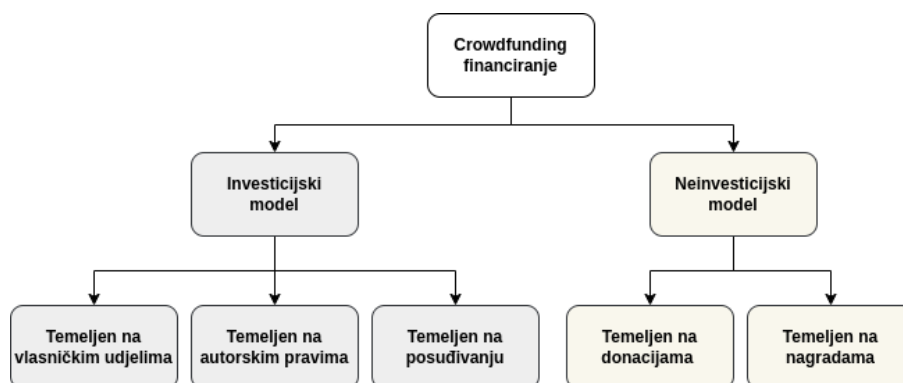 Crowdfunding
financiranje
Investicijski
model
Neinvesticijski
model
Temeljen na
vlasničkim udjelima
Temeljen na
autorskim pravima
Temeljen na
posuđivanju
Temeljen na
donacijama
Temeljen na
nagradama